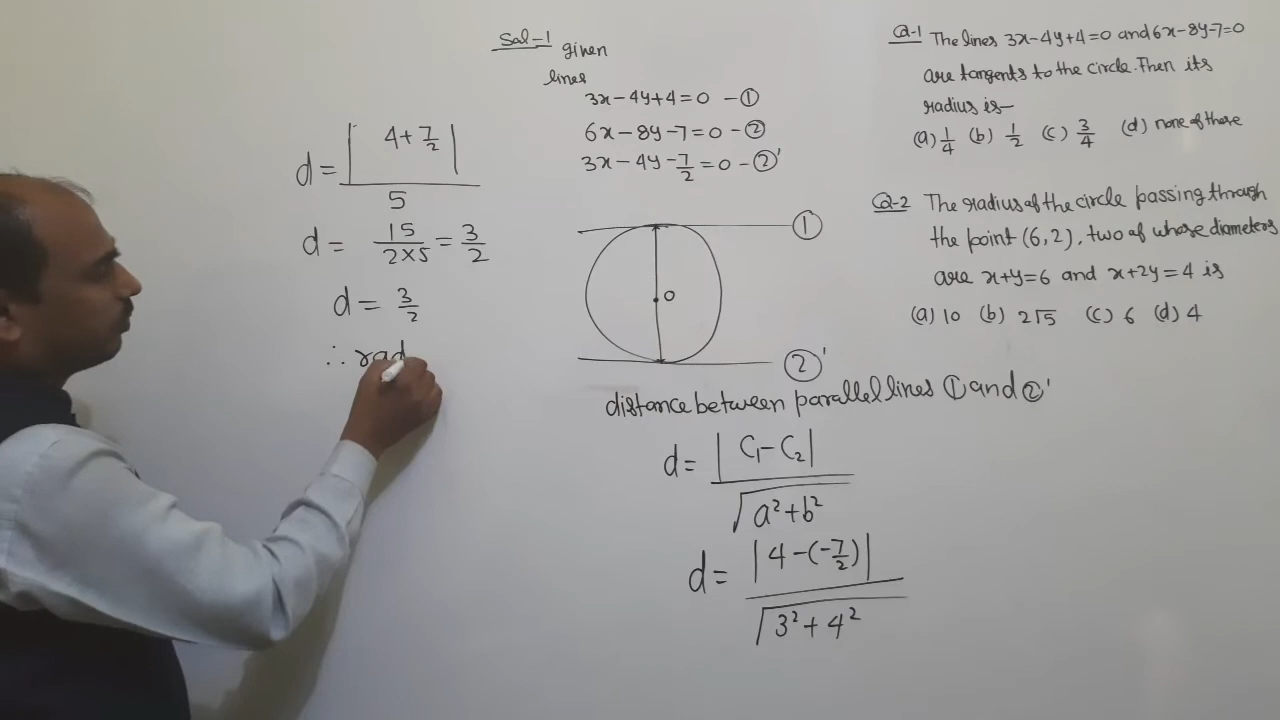 Sol-1 given
lines
3x-4y+4=0 -①
6x-8y-7=0 -②
3x-4y-7/2=0 -②'
①
O
②'
distance between parallel lines ① and ②'
d= |C₁-C₂| / √a²+b²
d= |4-(-7/2)| / √3²+4²
d= |4+7/2| / 5
d= 15/2×5 = 3/2
d= 3/2
∴ rad
Q-1 The lines 3x-4y+4=0 and 6x-8y-7=0
are tangents to the circle. Then its
radius is-
(a) 1/4 (b) 1/2 (c) 3/4 (d) none of these
Q-2 The radius of the circle passing through
the point (6,2), two of whose diameters
are x+y=6 and x+2y=4 is
(a) 10 (b) 2√5 (c) 6 (d) 4